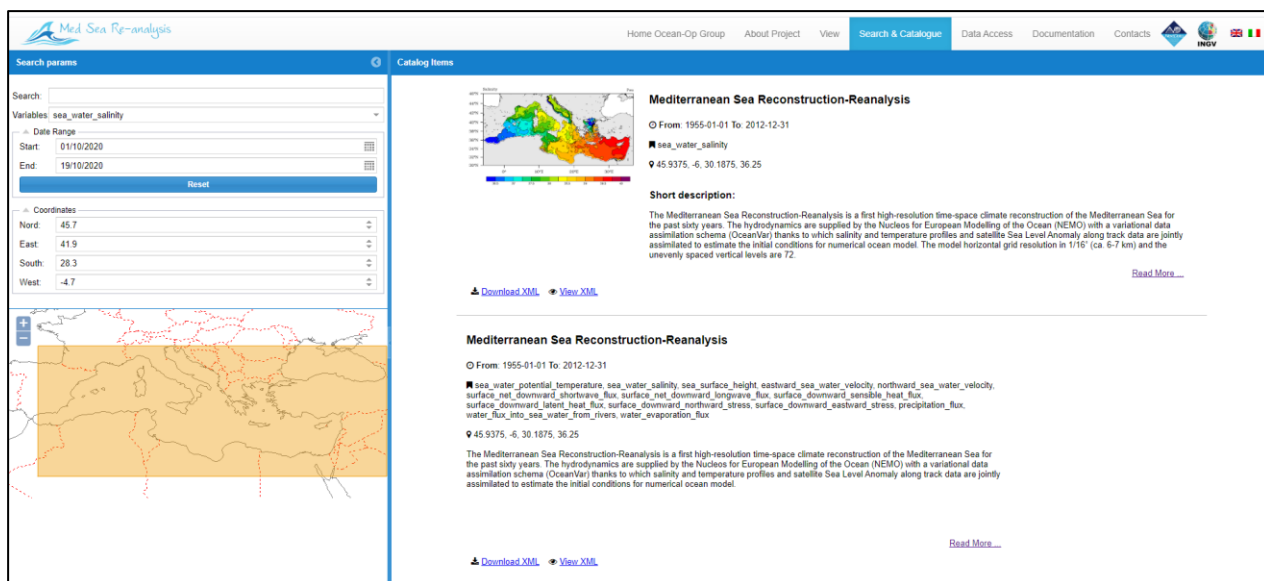 Med Sea Re-analysis
Home Ocean-Op Group About Project View Search & Catalogue Data Access Documentation Contacts
INGV
Search params
Catalog Items
Search:
Variables sea_water_salinity
Date Range
Start: 01/10/2020
End: 19/10/2020
Reset
Coordinates
Nord: 45.7
East: 41.9
South: 28.3
West: -4.7
+
−
Mediterranean Sea Reconstruction-Reanalysis
From: 1955-01-01 To: 2012-12-31
sea_water_salinity
45.9375, -6, 30.1875, 36.25
Short description:
The Mediterranean Sea Reconstruction-Reanalysis is a first high-resolution time-space climate reconstruction of the Mediterranean Sea for
the past sixty years. The hydrodynamics are supplied by the Nucleos for European Modelling of the Ocean (NEMO) with a variational data
assimilation schema (OceanVar) thanks to which salinity and temperature profiles and satellite Sea Level Anomaly along track data are jointly
assimilated to estimate the initial conditions for numerical ocean model. The model horizontal grid resolution in 1/16° (ca. 6-7 km) and the
unevenly spaced vertical levels are 72.
Read More ...
Download XML View XML
Mediterranean Sea Reconstruction-Reanalysis
From: 1955-01-01 To: 2012-12-31
sea_water_potential_temperature, sea_water_salinity, sea_surface_height, eastward_sea_water_velocity, northward_sea_water_velocity,
surface_net_downward_shortwave_flux, surface_net_downward_longwave_flux, surface_downward_sensible_heat_flux,
surface_downward_latent_heat_flux, surface_downward_northward_stress, surface_downward_eastward_stress, precipitation_flux,
water_flux_into_sea_water_from_rivers, water_evaporation_flux
45.9375, -6, 30.1875, 36.25
The Mediterranean Sea Reconstruction-Reanalysis is a first high-resolution time-space climate reconstruction of the Mediterranean Sea for
the past sixty years. The hydrodynamics are supplied by the Nucleos for European Modelling of the Ocean (NEMO) with a variational data
assimilation schema (OceanVar) thanks to which salinity and temperature profiles and satellite Sea Level Anomaly along track data are jointly
assimilated to estimate the initial conditions for numerical ocean model.
Read More ...
Download XML View XML